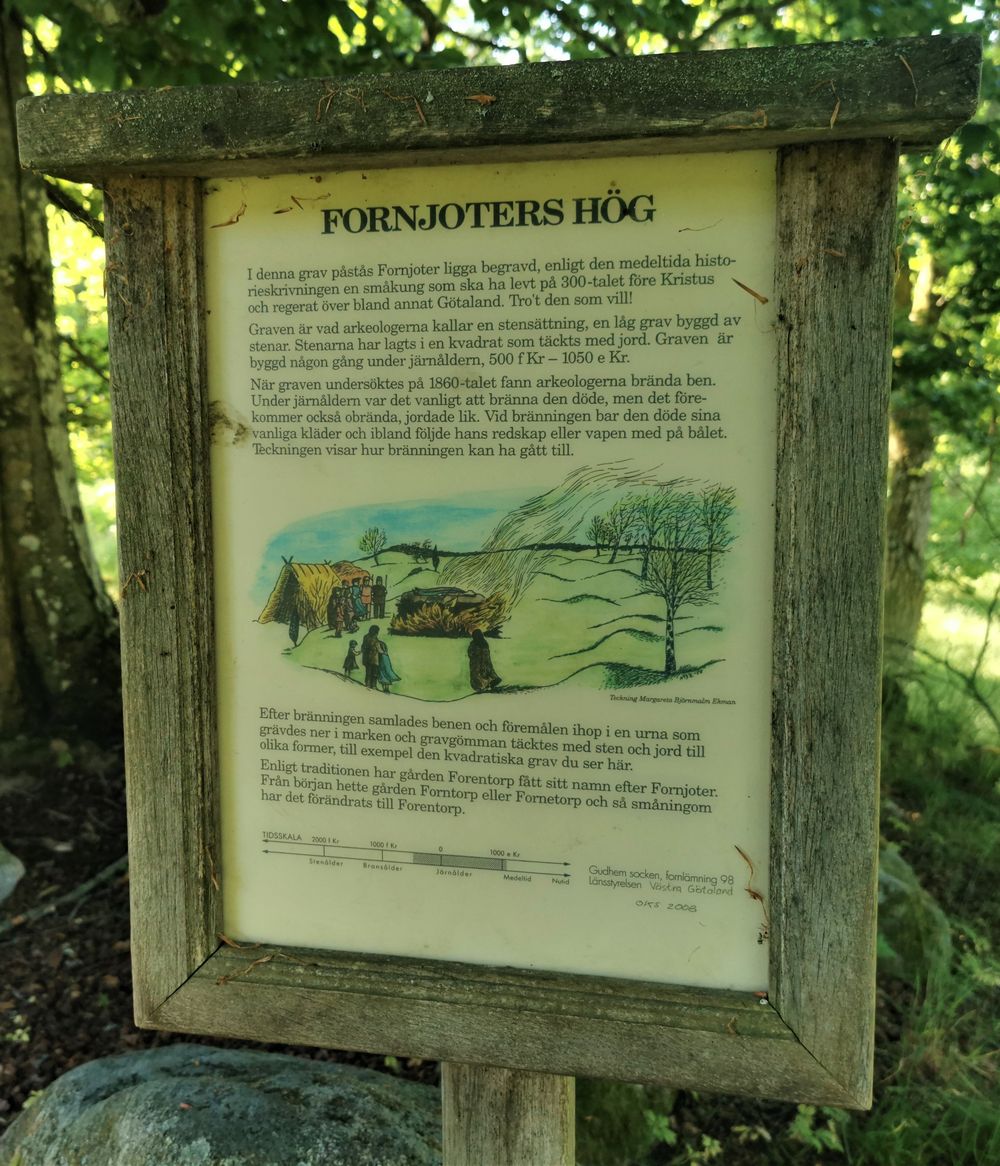 FORNJOTERS HÖG
I denna grav påstås Fornjoter ligga begravd, enligt den medeltida histo-
rieskrivningen en småkung som ska ha levt på 300-talet före Kristus
och regerat över bland annat Götaland. Tro't den som vill!
Graven är vad arkeologerna kallar en stensättning, en låg grav byggd av
stenar. Stenarna har lagts i en kvadrat som täckts med jord. Graven är
byggd någon gång under järnåldern, 500 f Kr – 1050 e Kr.
När graven undersöktes på 1860-talet fann arkeologerna brända ben.
Under järnåldern var det vanligt att bränna den döde, men det före-
kommer också obrända, jordade lik. Vid bränningen bar den döde sina
vanliga kläder och ibland följde hans redskap eller vapen med på bålet.
Teckningen visar hur bränningen kan ha gått till.
Teckning Margareta Björnmalm Ekman
Efter bränningen samlades benen och föremålen ihop i en urna som
grävdes ner i marken och gravgömman täcktes med sten och jord till
olika former, till exempel den kvadratiska grav du ser här.
Enligt traditionen har gården Forentorp fått sitt namn efter Fornjoter.
Från början hette gården Forntorp eller Fornetorp och så småningom
har det förändrats till Forentorp.
TIDSSKALA 2000 f Kr 1000 f Kr 0 1000 e Kr
Stenålder Bronsålder Järnålder Medeltid Nutid
Gudhem socken, fornlämning 98
Länsstyrelsen Västra Götaland
OKS 2008